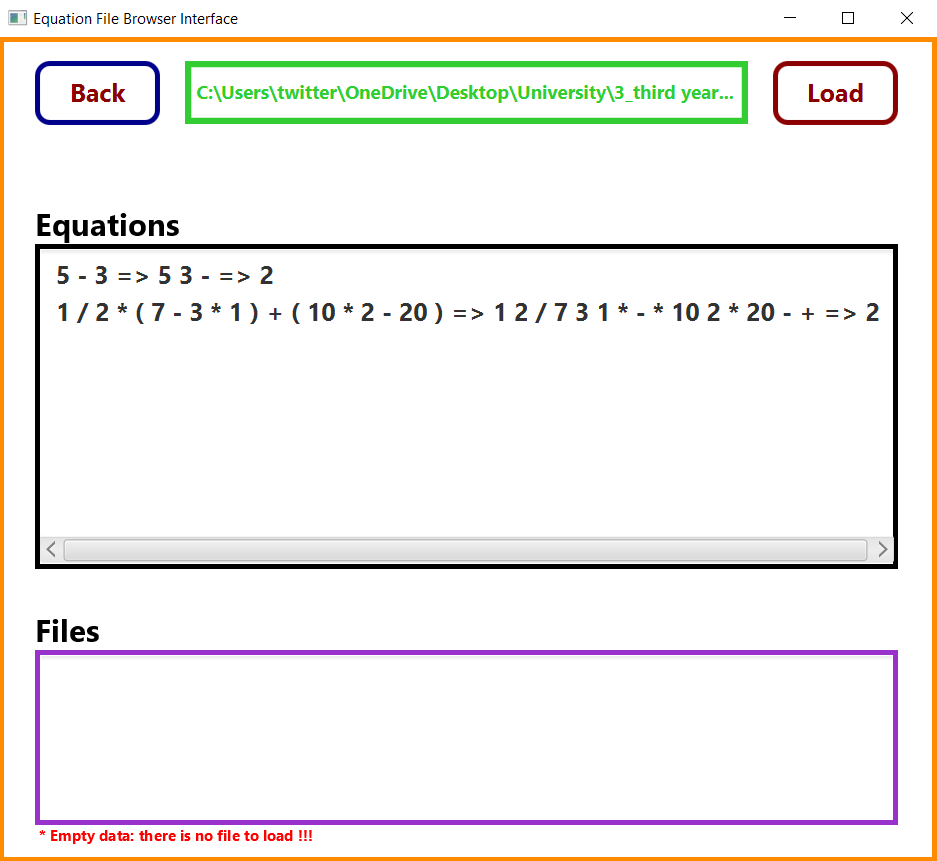 Equation File Browser Interface
Back
C:\Users\twitter\OneDrive\Desktop\University\3_third year...
Load
Equations
5 - 3 => 5 3 - => 2
1 / 2 * ( 7 - 3 * 1 ) + ( 10 * 2 - 20 ) => 1 2 / 7 3 1 * - * 10 2 * 20 - + => 2
Files
* Empty data: there is no file to load !!!